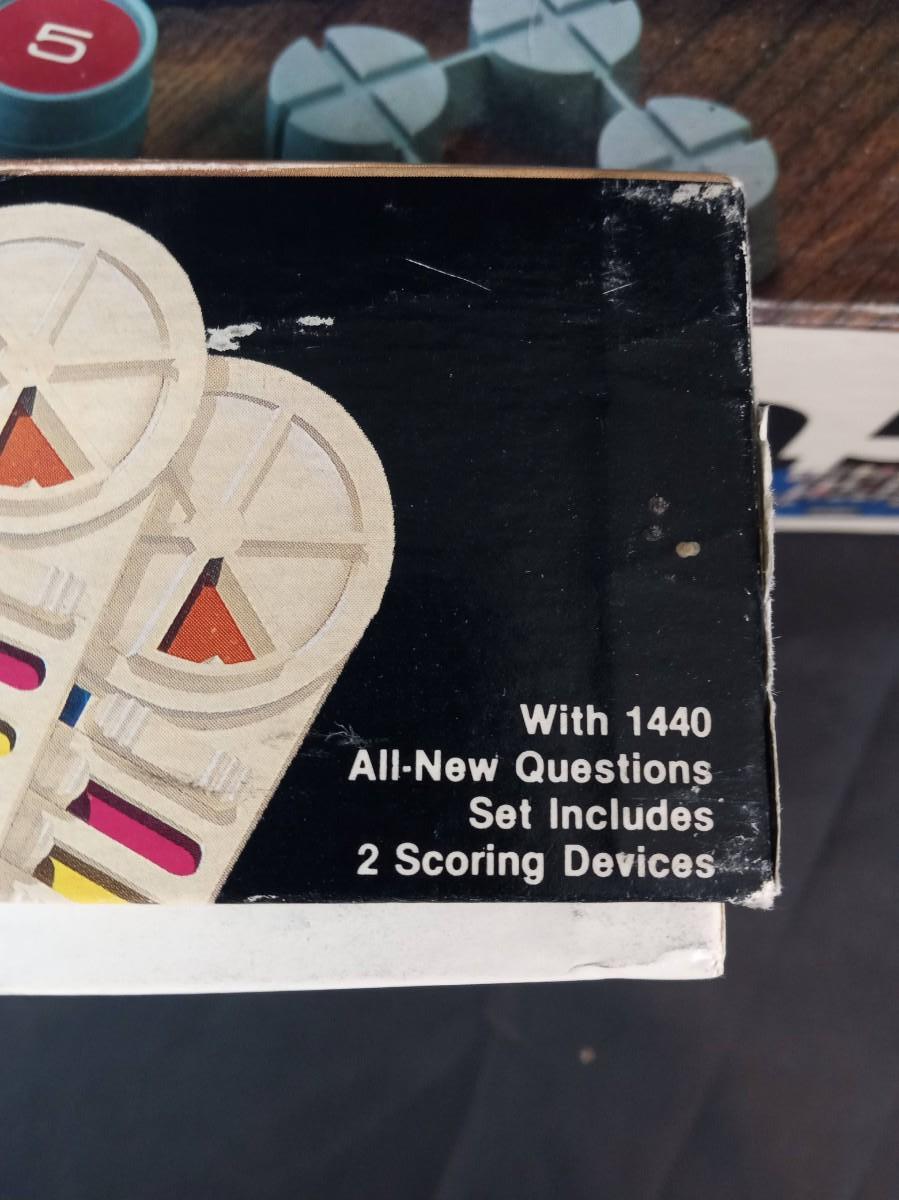 5
With 1440
All-New Questions
Set Includes
2 Scoring Devices